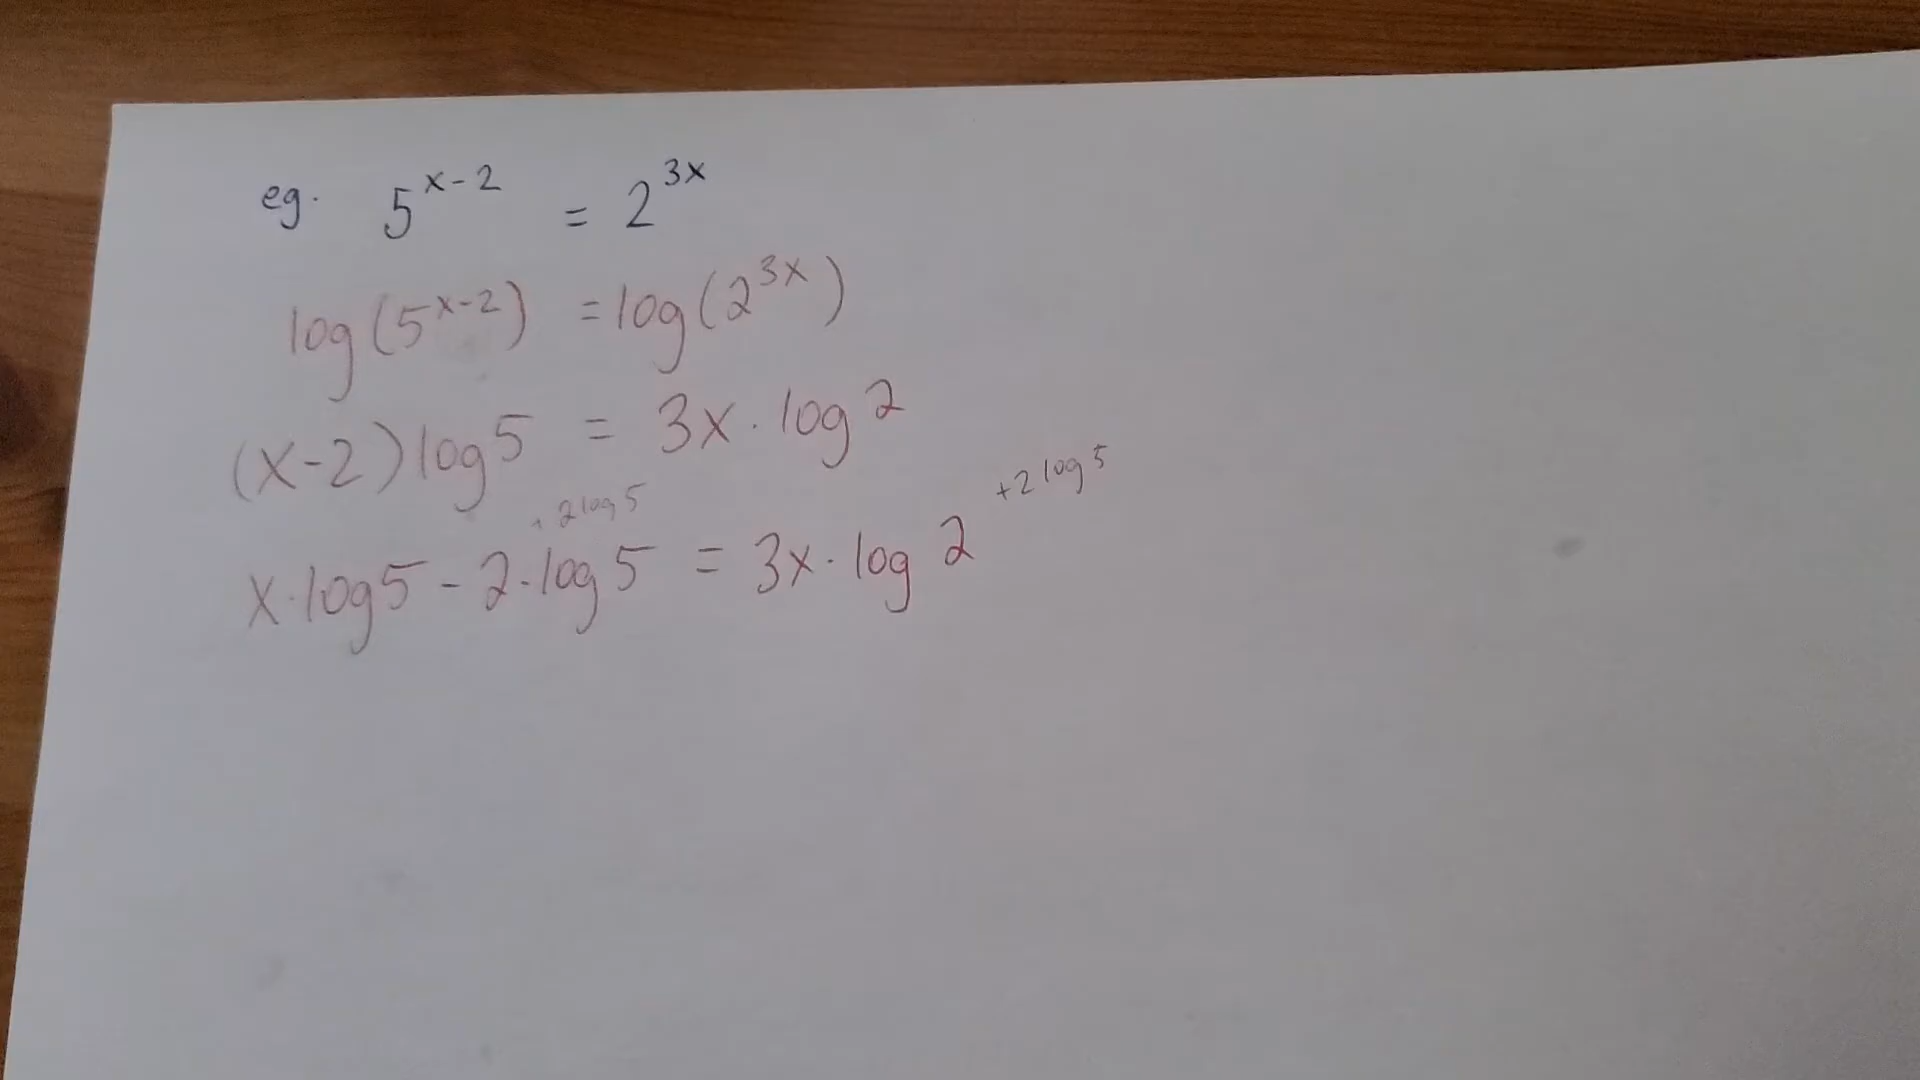 eg. 5^{x-2} = 2^{3x}
log(5^{x-2}) = log(2^{3x})
(x-2)log5 = 3x · log2
+ 2log5 +2log5
x·log5 - 2·log5 = 3x · log2